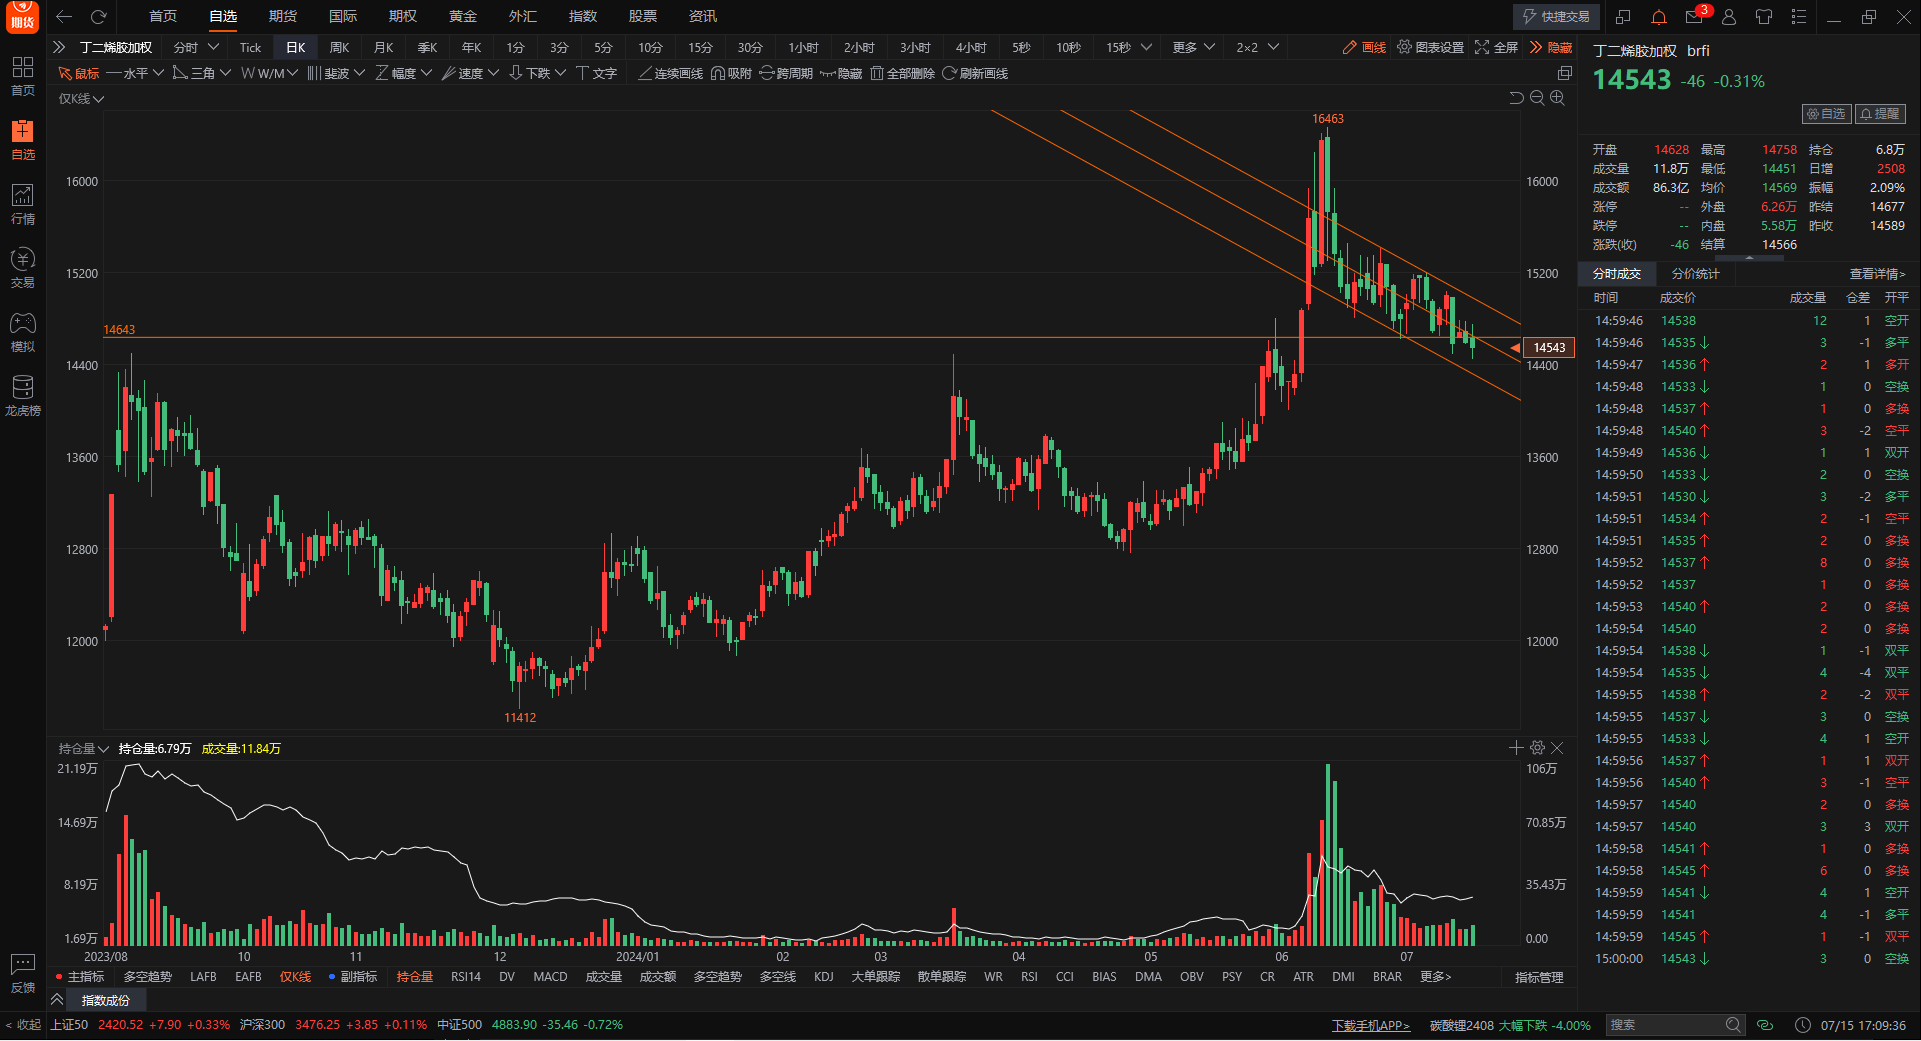 期货
首页 自选 期货 国际 期权 黄金 外汇 指数 股票 资讯 快捷交易 3
丁二烯胶加权 分时 Tick 日K 周K 月K 季K 年K 1分 3分 5分 10分 15分 30分 1小时 2小时 3小时 4小时 5秒 10秒 15秒 更多 2×2 画线 图表设置 全屏 隐藏
鼠标 水平 三角 W/M 斐波 幅度 速度 下跌 文字 连续画线 吸附 跨周期 隐藏 全部删除 刷新画线
仅K线
首页
自选
行情
交易
模拟
龙虎榜
反馈
< 收起
16463
16000 16000
15200 15200
14643
14543
14400 14400
13600 13600
12800 12800
12000 12000
11412
持仓量 持仓量:6.79万 成交量:11.84万
21.19万 106万
14.69万 70.85万
8.19万 35.43万
1.69万 0.00
2023/08 10 11 12 2024/01 02 03 04 05 06 07
主指标 多空趋势 LAFB EAFB 仅K线 副指标 持仓量 RSI14 DV MACD 成交量 成交额 多空趋势 多空线 KDJ 大单跟踪 散单跟踪 WR RSI CCI BIAS DMA OBV PSY CR ATR DMI BRAR 更多> 指标管理
指数成份
丁二烯胶加权 brfi
14543 -46 -0.31%
自选 提醒
开盘 14628 最高 14758 持仓 6.8万
成交量 11.8万 最低 14451 日增 2508
成交额 86.3亿 均价 14569 振幅 2.09%
涨停 -- 外盘 6.26万 昨结 14677
跌停 -- 内盘 5.58万 昨收 14589
涨跌(收) -46 结算 14566
分时成交 分价统计 查看详情>
时间 成交价 成交量 仓差 开平
14:59:46 14538 12 1 空开
14:59:46 14535↓ 3 -1 多平
14:59:47 14536↑ 2 1 多开
14:59:48 14533↓ 1 0 空换
14:59:48 14537↑ 1 0 多换
14:59:48 14540↑ 3 -2 空平
14:59:49 14536↓ 1 1 双开
14:59:50 14533↓ 2 0 空换
14:59:51 14530↓ 3 -2 多平
14:59:51 14534↑ 2 -1 空平
14:59:51 14535↑ 2 0 多换
14:59:52 14537↑ 8 0 多换
14:59:52 14537 1 0 多换
14:59:53 14540↑ 2 0 多换
14:59:54 14540 2 0 多换
14:59:54 14538↓ 1 -1 双平
14:59:54 14535↓ 4 -4 双平
14:59:55 14538↑ 2 -2 双平
14:59:55 14537↓ 3 0 空换
14:59:55 14533↓ 4 1 空开
14:59:56 14537↑ 1 1 双开
14:59:56 14540↑ 3 -1 空平
14:59:57 14540 2 0 多换
14:59:57 14540 3 3 双开
14:59:58 14541↑ 1 0 多换
14:59:58 14545↑ 6 0 多换
14:59:59 14541↓ 4 1 空开
14:59:59 14541 4 -1 多平
14:59:59 14545↑ 1 -1 双平
15:00:00 14543↓ 3 0 空换
上证50 2420.52 +7.90 +0.33% 沪深300 3476.25 +3.85 +0.11% 中证500 4883.90 -35.46 -0.72% 下载手机APP> 碳酸锂2408 大幅下跌 -4.00% 搜索 07/15 17:09:36